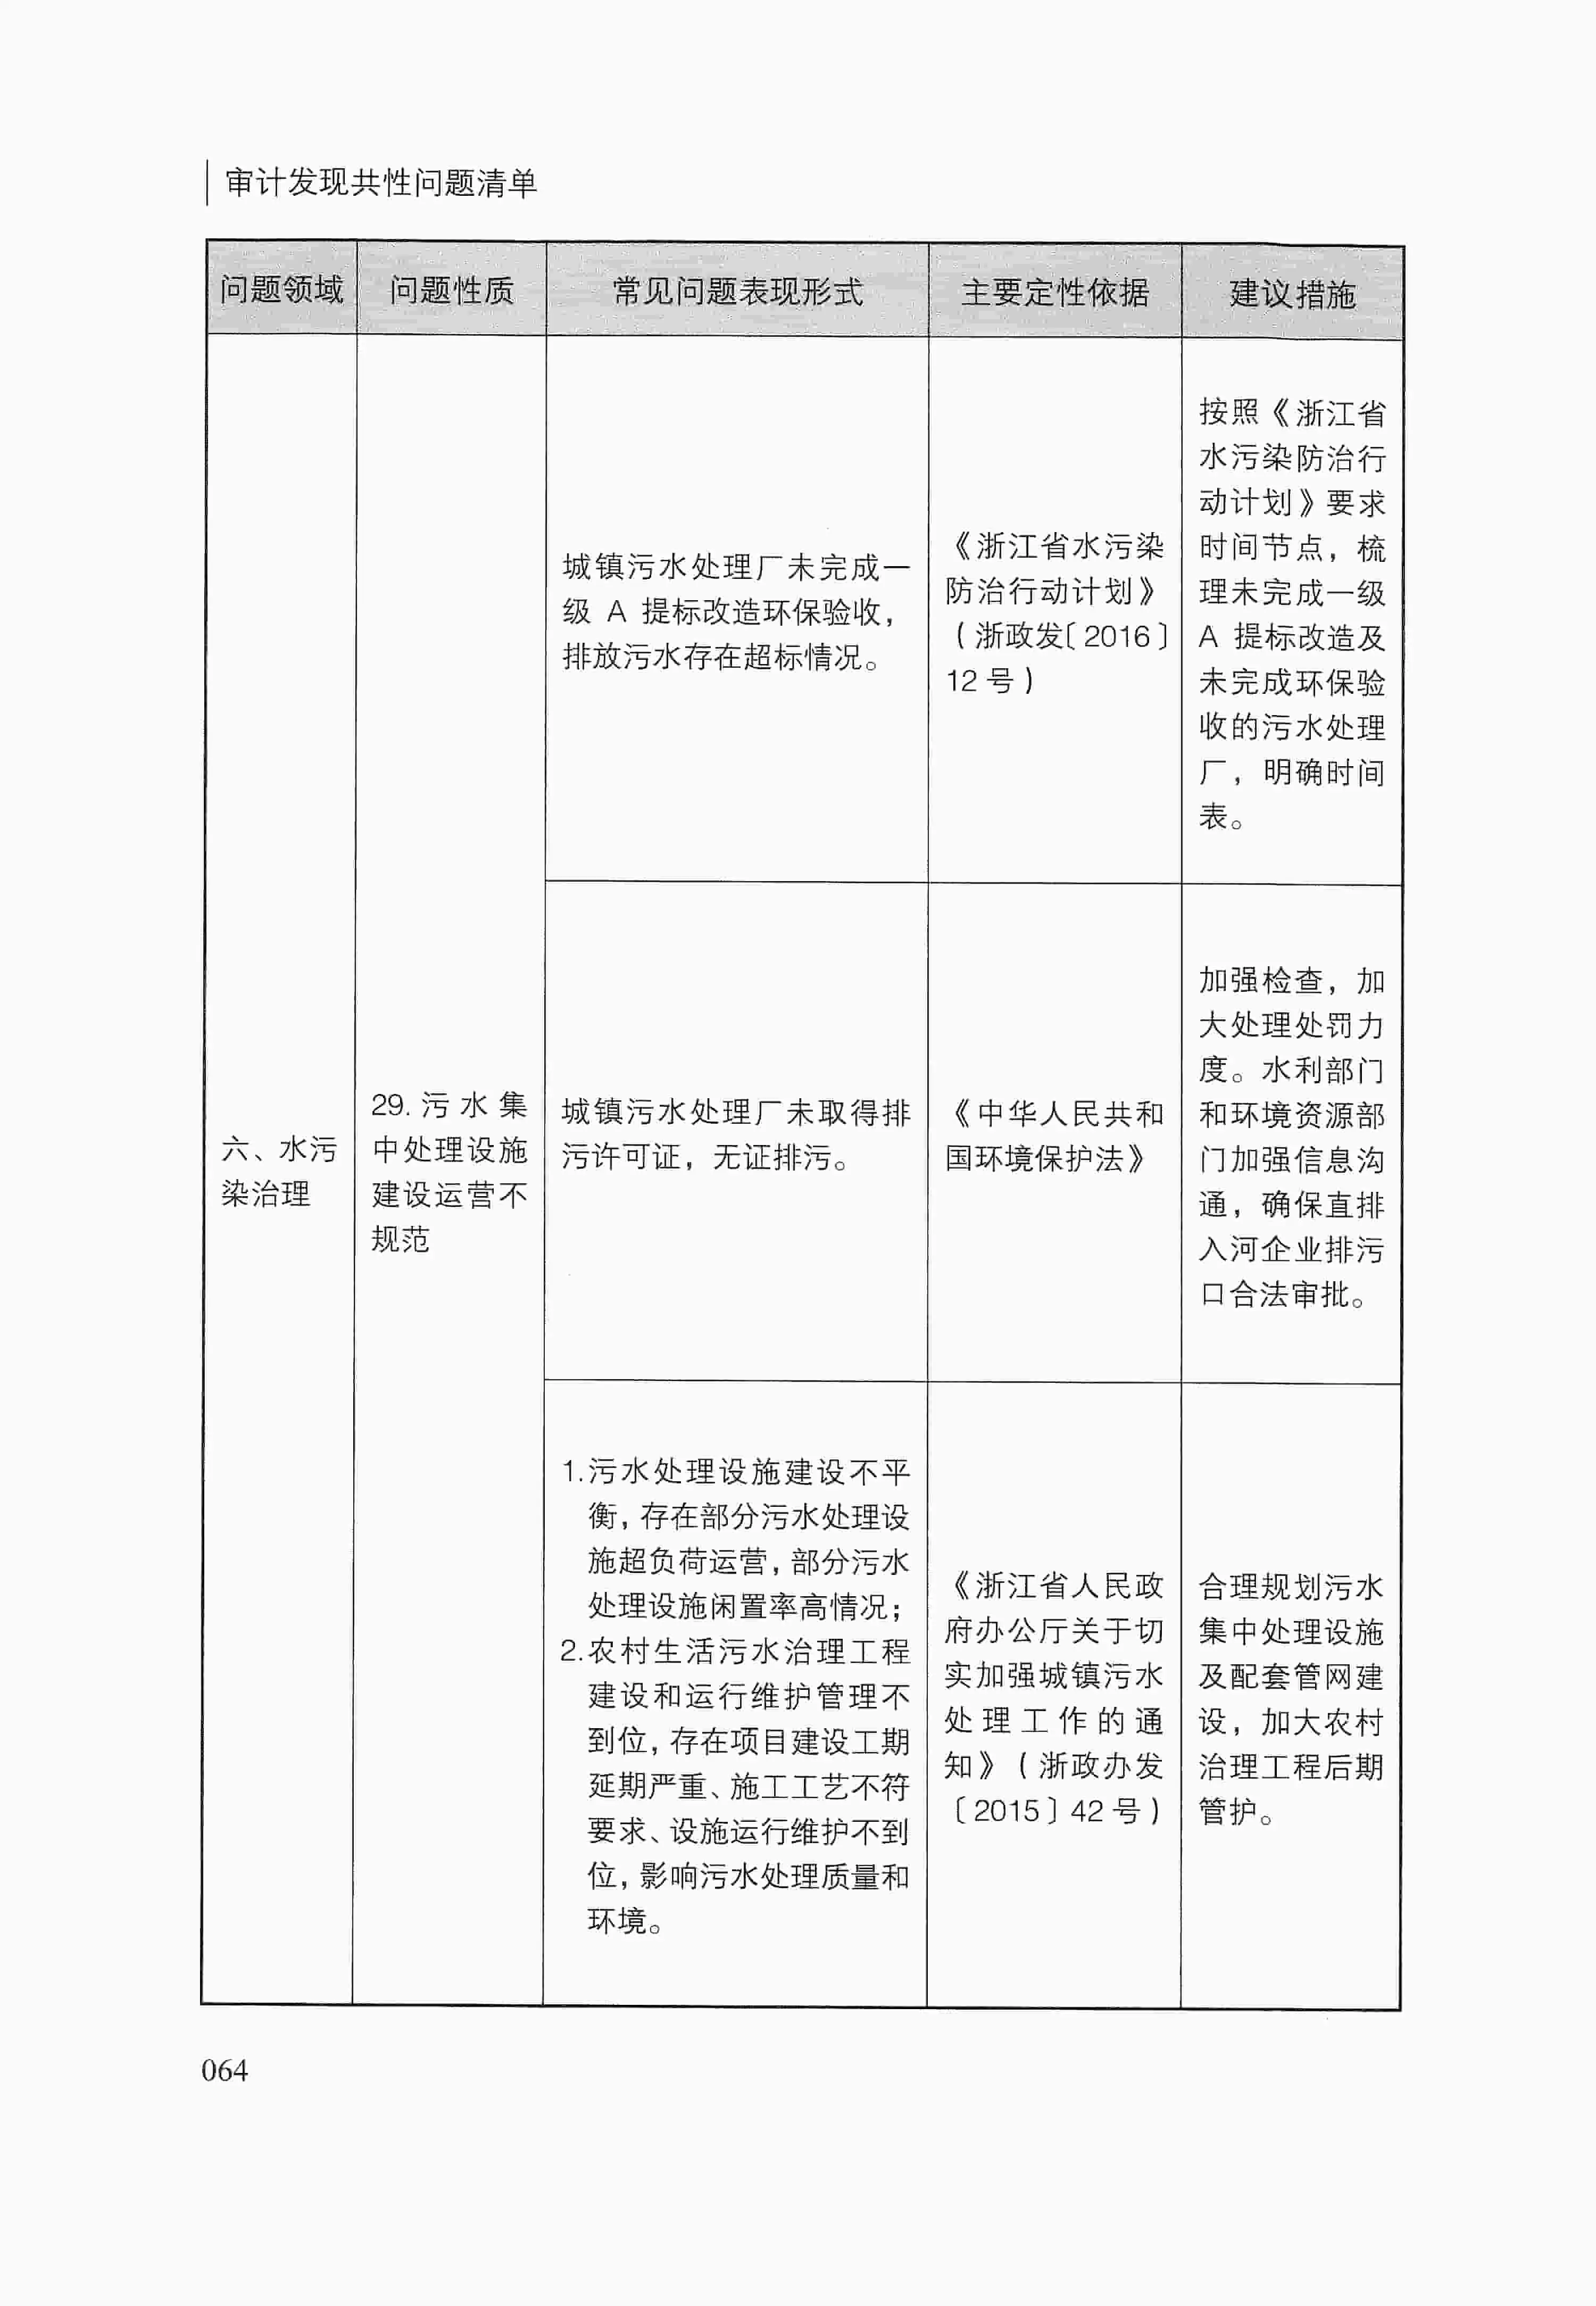 审计发现共性问题清单
问题领域
问题性质
常见问题表现形式
主要定性依据
建议措施
六、水污
染治理
29.污水集
中处理设施
建设运营不
规范
城镇污水处理厂未完成一
级 A 提标改造环保验收，
排放污水存在超标情况。
《浙江省水污染
防治行动计划》
（浙政发〔2016〕
12号）
按照《浙江省
水污染防治行
动计划》要求
时间节点，梳
理未完成一级
A 提标改造及
未完成环保验
收的污水处理
厂，明确时间
表。
城镇污水处理厂未取得排
污许可证，无证排污。
《中华人民共和
国环境保护法》
加强检查，加
大处理处罚力
度。水利部门
和环境资源部
门加强信息沟
通，确保直排
入河企业排污
口合法审批。
1.污水处理设施建设不平
衡，存在部分污水处理设
施超负荷运营，部分污水
处理设施闲置率高情况；
2.农村生活污水治理工程
建设和运行维护管理不
到位，存在项目建设工期
延期严重、施工工艺不符
要求、设施运行维护不到
位，影响污水处理质量和
环境。
《浙江省人民政
府办公厅关于切
实加强城镇污水
处理工作的通
知》（浙政办发
〔2015〕42号）
合理规划污水
集中处理设施
及配套管网建
设，加大农村
治理工程后期
管护。
064